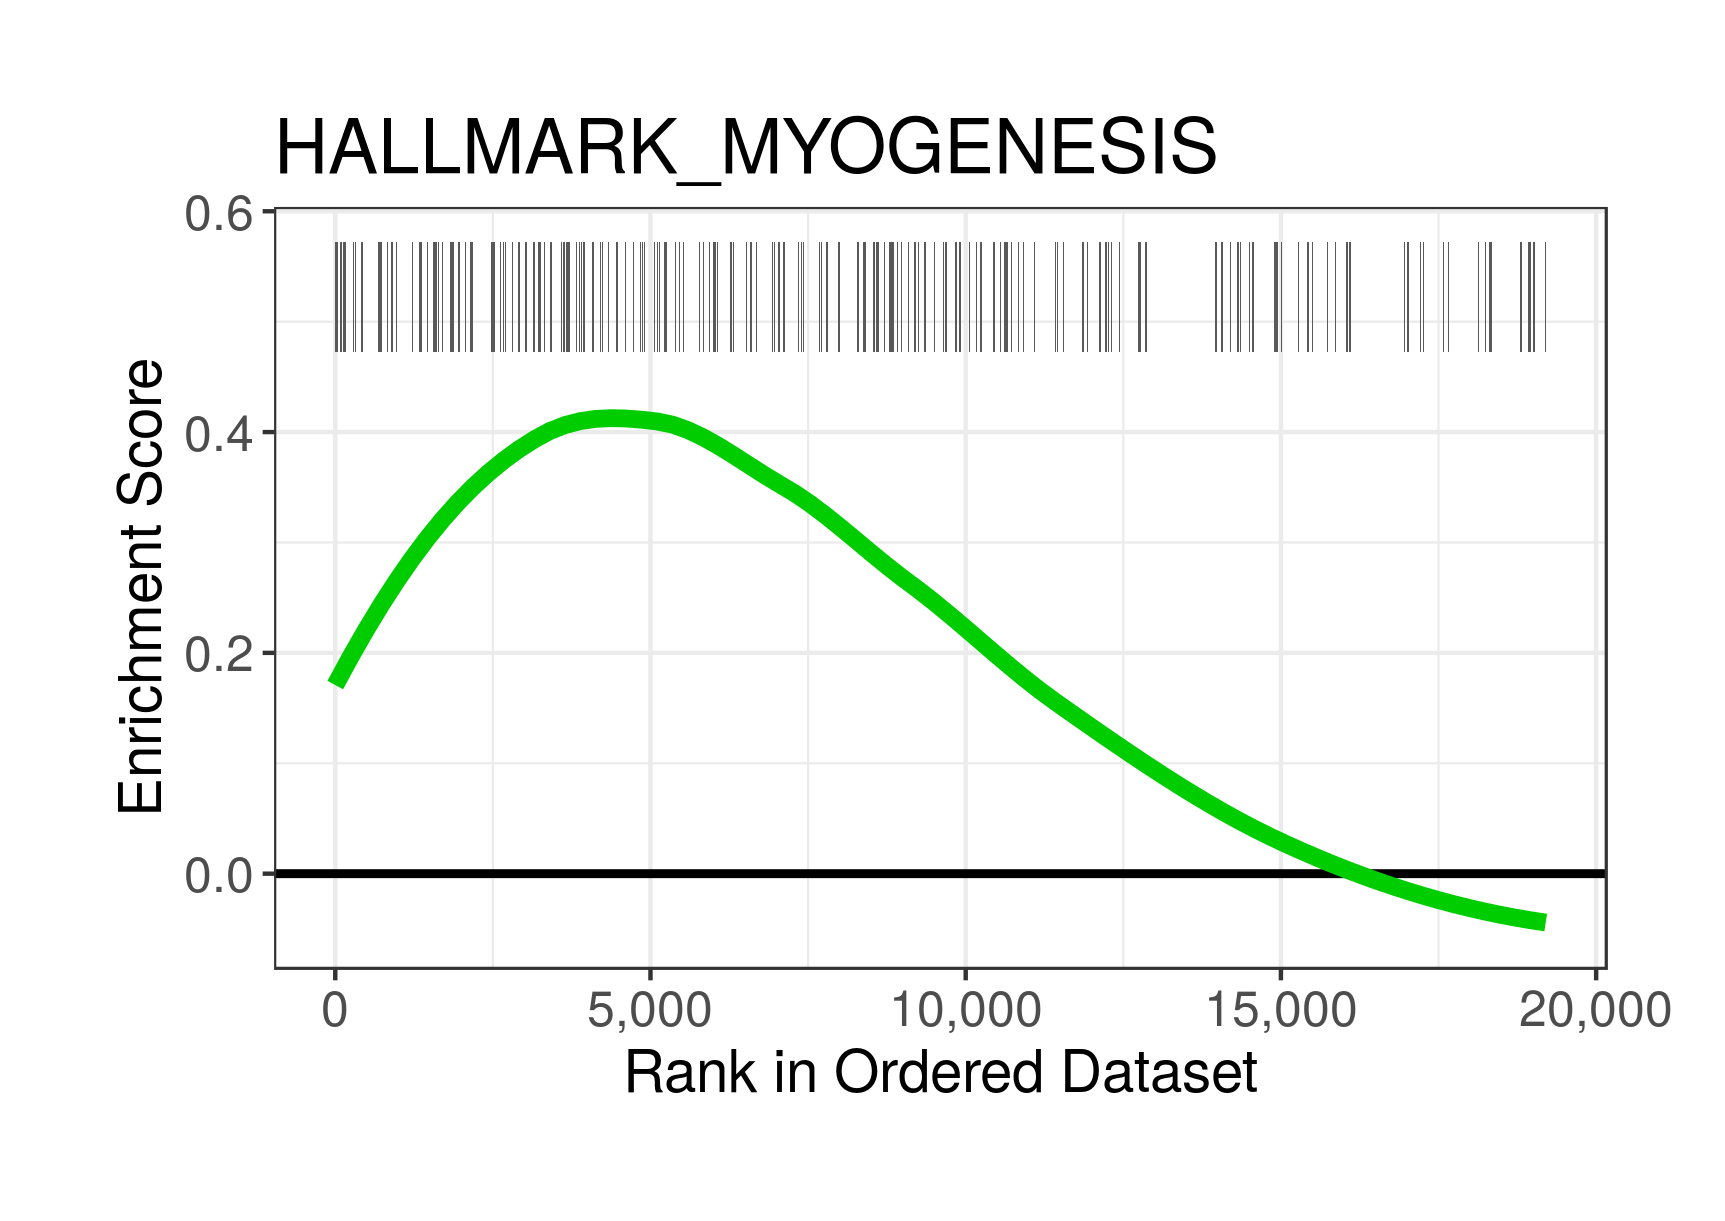 HALLMARK_MYOGENESIS
0.6
0.4
0.2
0.0
Enrichment Score
0 5,000 10,000 15,000 20,000
Rank in Ordered Dataset